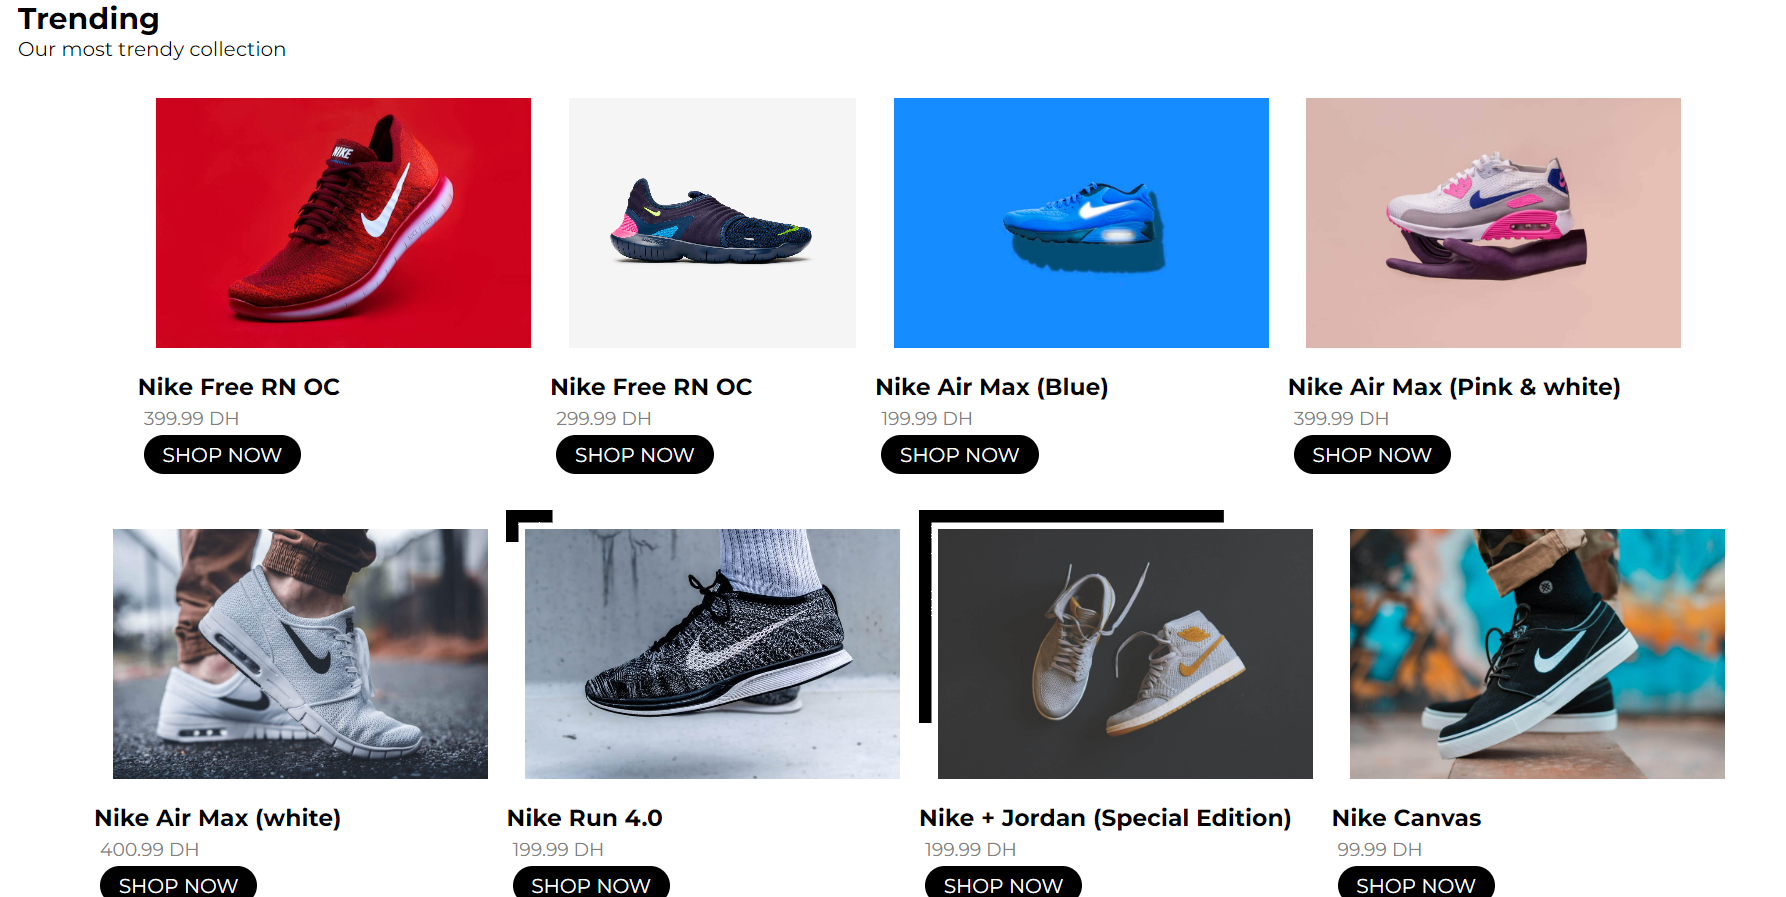 Trending
Our most trendy collection
NIKE
Nike Free RN OC
399.99 DH
SHOP NOW
Nike Free RN OC
299.99 DH
SHOP NOW
Nike Air Max (Blue)
199.99 DH
SHOP NOW
Nike Air Max (Pink & white)
399.99 DH
SHOP NOW
Nike Air Max (white)
400.99 DH
SHOP NOW
Nike Run 4.0
199.99 DH
SHOP NOW
Nike + Jordan (Special Edition)
199.99 DH
SHOP NOW
Nike Canvas
99.99 DH
SHOP NOW